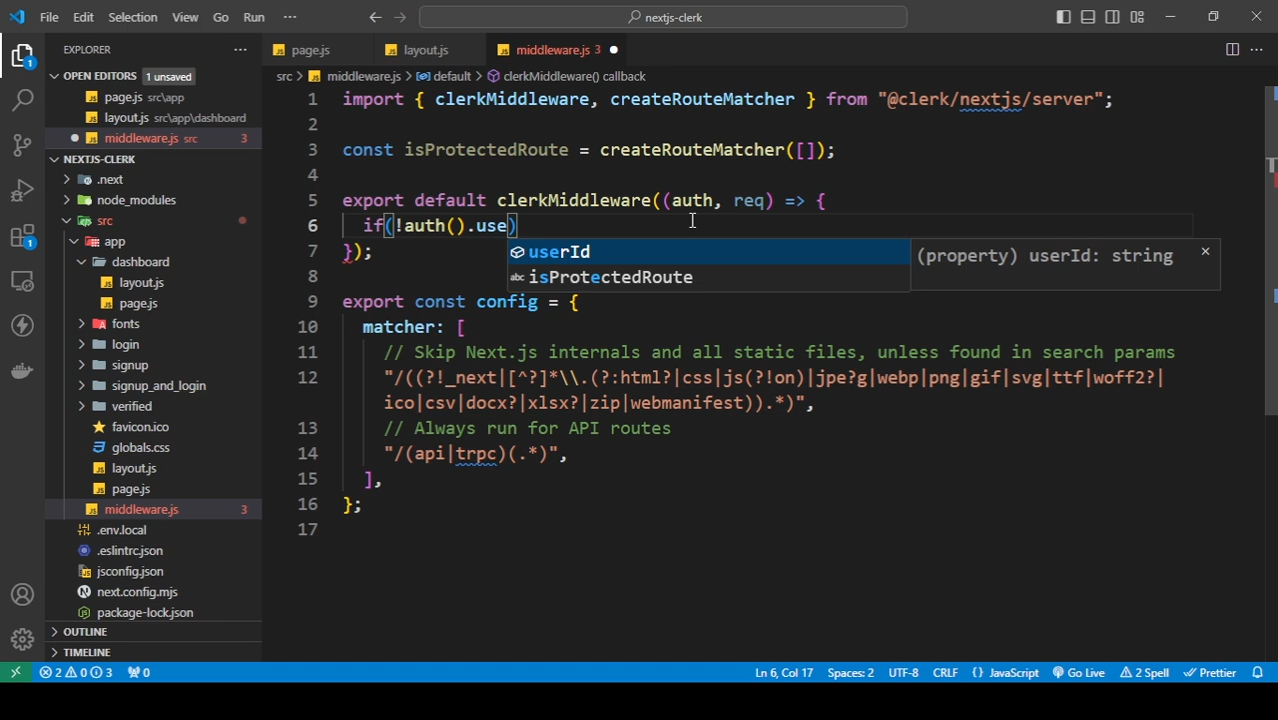 File Edit Selection View Go Run ··· nextjs-clerk
EXPLORER ···
OPEN EDITORS 1 unsaved
page.js src\app
layout.js src\app\dashboard
middleware.js src 3
NEXTJS-CLERK
.next
node_modules
src
app
dashboard
layout.js
page.js
fonts
login
signup
signup_and_login
verified
favicon.ico
globals.css
layout.js
page.js
middleware.js 3
.env.local
.eslintrc.json
jsconfig.json
next.config.mjs
package-lock.json
OUTLINE
TIMELINE
1
1
page.js layout.js middleware.js 3
src > middleware.js > default > clerkMiddleware() callback
1 import { clerkMiddleware, createRouteMatcher } from "@clerk/nextjs/server";
2
3 const isProtectedRoute = createRouteMatcher([]);
4
5 export default clerkMiddleware((auth, req) => {
6 if(!auth().use)
7 });
8
9 export const config = {
10 matcher: [
11 // Skip Next.js internals and all static files, unless found in search params
12 "/((?!_next|[^?]*\\.(?:html?|css|js(?!on)|jpe?g|webp|png|gif|svg|ttf|woff2?|
ico|csv|docx?|xlsx?|zip|webmanifest)).*)",
13 // Always run for API routes
14 "/(api|trpc)(.*)",
15 ],
16 };
17
userId
abc isProtectedRoute
(property) userId: string
2 0 3 0 Ln 6, Col 17 Spaces: 2 UTF-8 CRLF {} JavaScript Go Live 2 Spell Prettier